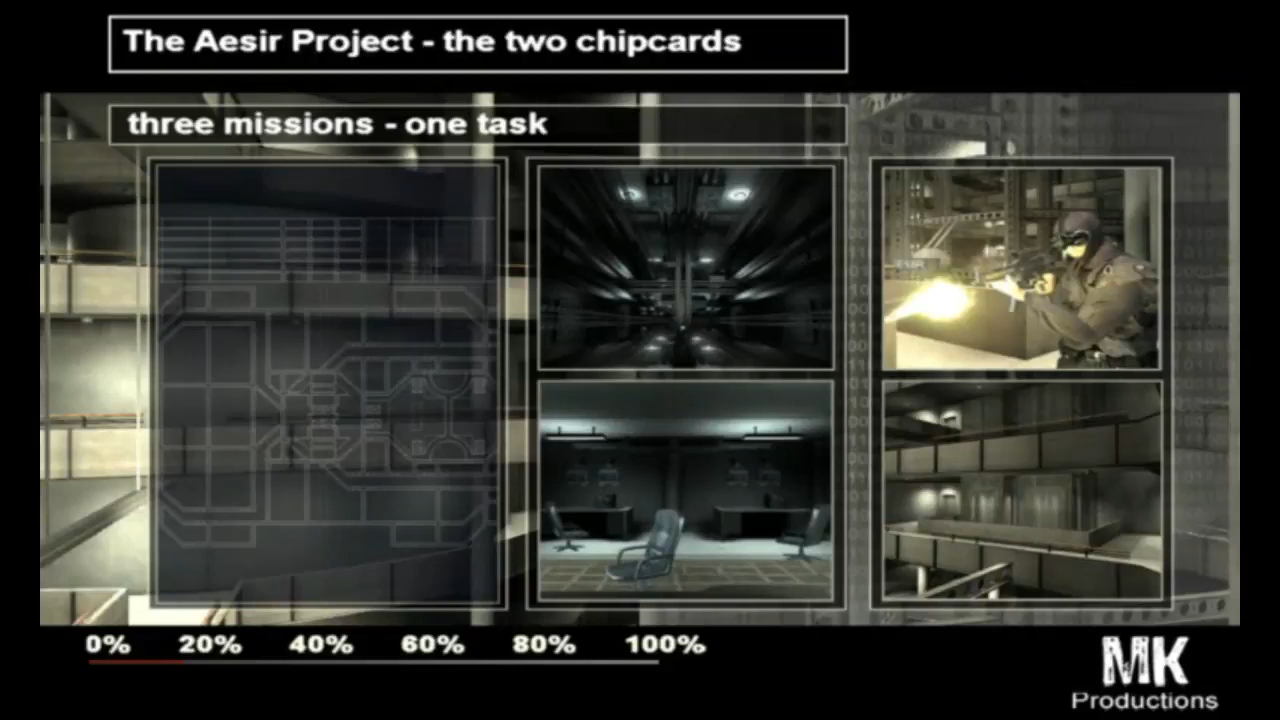 The Aesir Project - the two chipcards
three missions - one task
0% 20% 40% 60% 80% 100%
MK
Productions